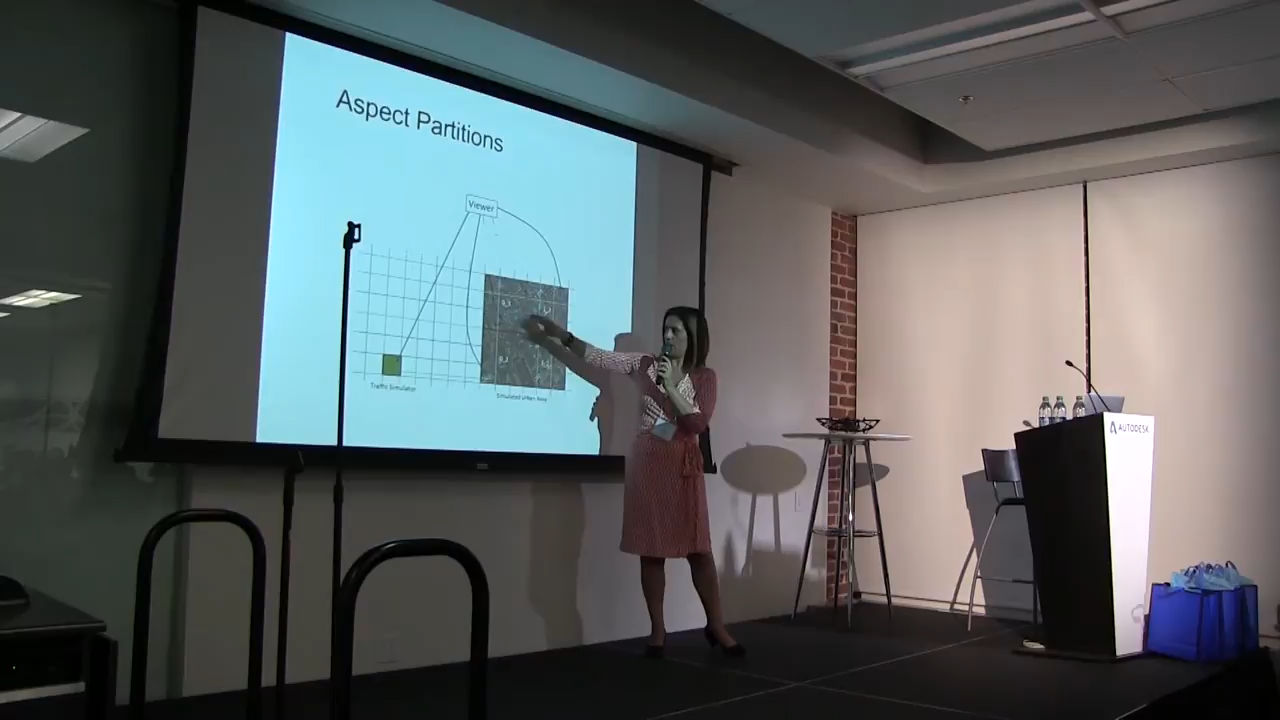 Aspect Partitions
Viewer
Traffic Simulator
Simulated Urban Area
AUTODESK